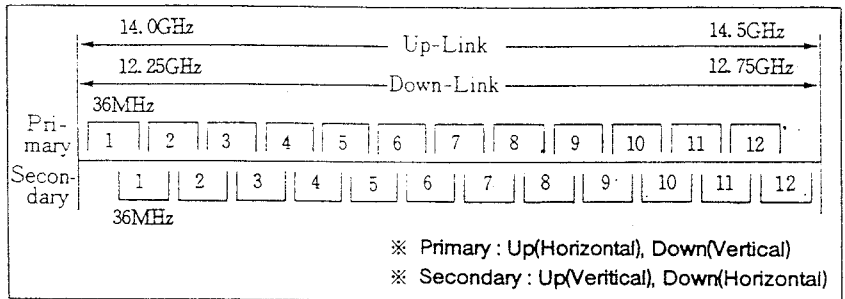 14.0GHz 14.5GHz
Up-Link
12.25GHz 12.75GHz
Down-Link
36MHz
Pri-
mary 1 2 3 4 5 6 7 8 9 10 11 12
Secon-
dary 1 2 3 4 5 6 7 8 9 10 11 12
36MHz
※ Primary : Up(Horizontal), Down(Vertical)
※ Secondary : Up(Veritical), Down(Horizontal)